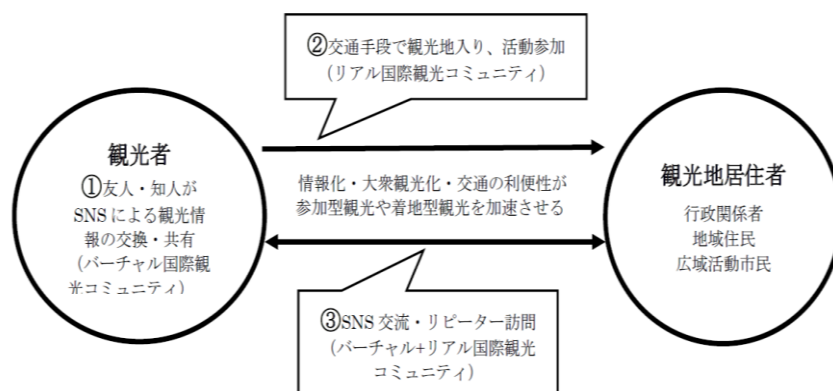 ②交通手段で観光地入り、活動参加
(リアル国際観光コミュニティ)
観光者
①友人・知人が
SNSによる観光情
報の交換・共有
(バーチャル国際観
光コミュニティ)
情報化・大衆観光化・交通の利便性が
参加型観光や着地型観光を加速させる
観光地居住者
行政関係者
地域住民
広域活動市民
③SNS交流・リピーター訪問
(バーチャル+リアル国際観光
コミュニティ)